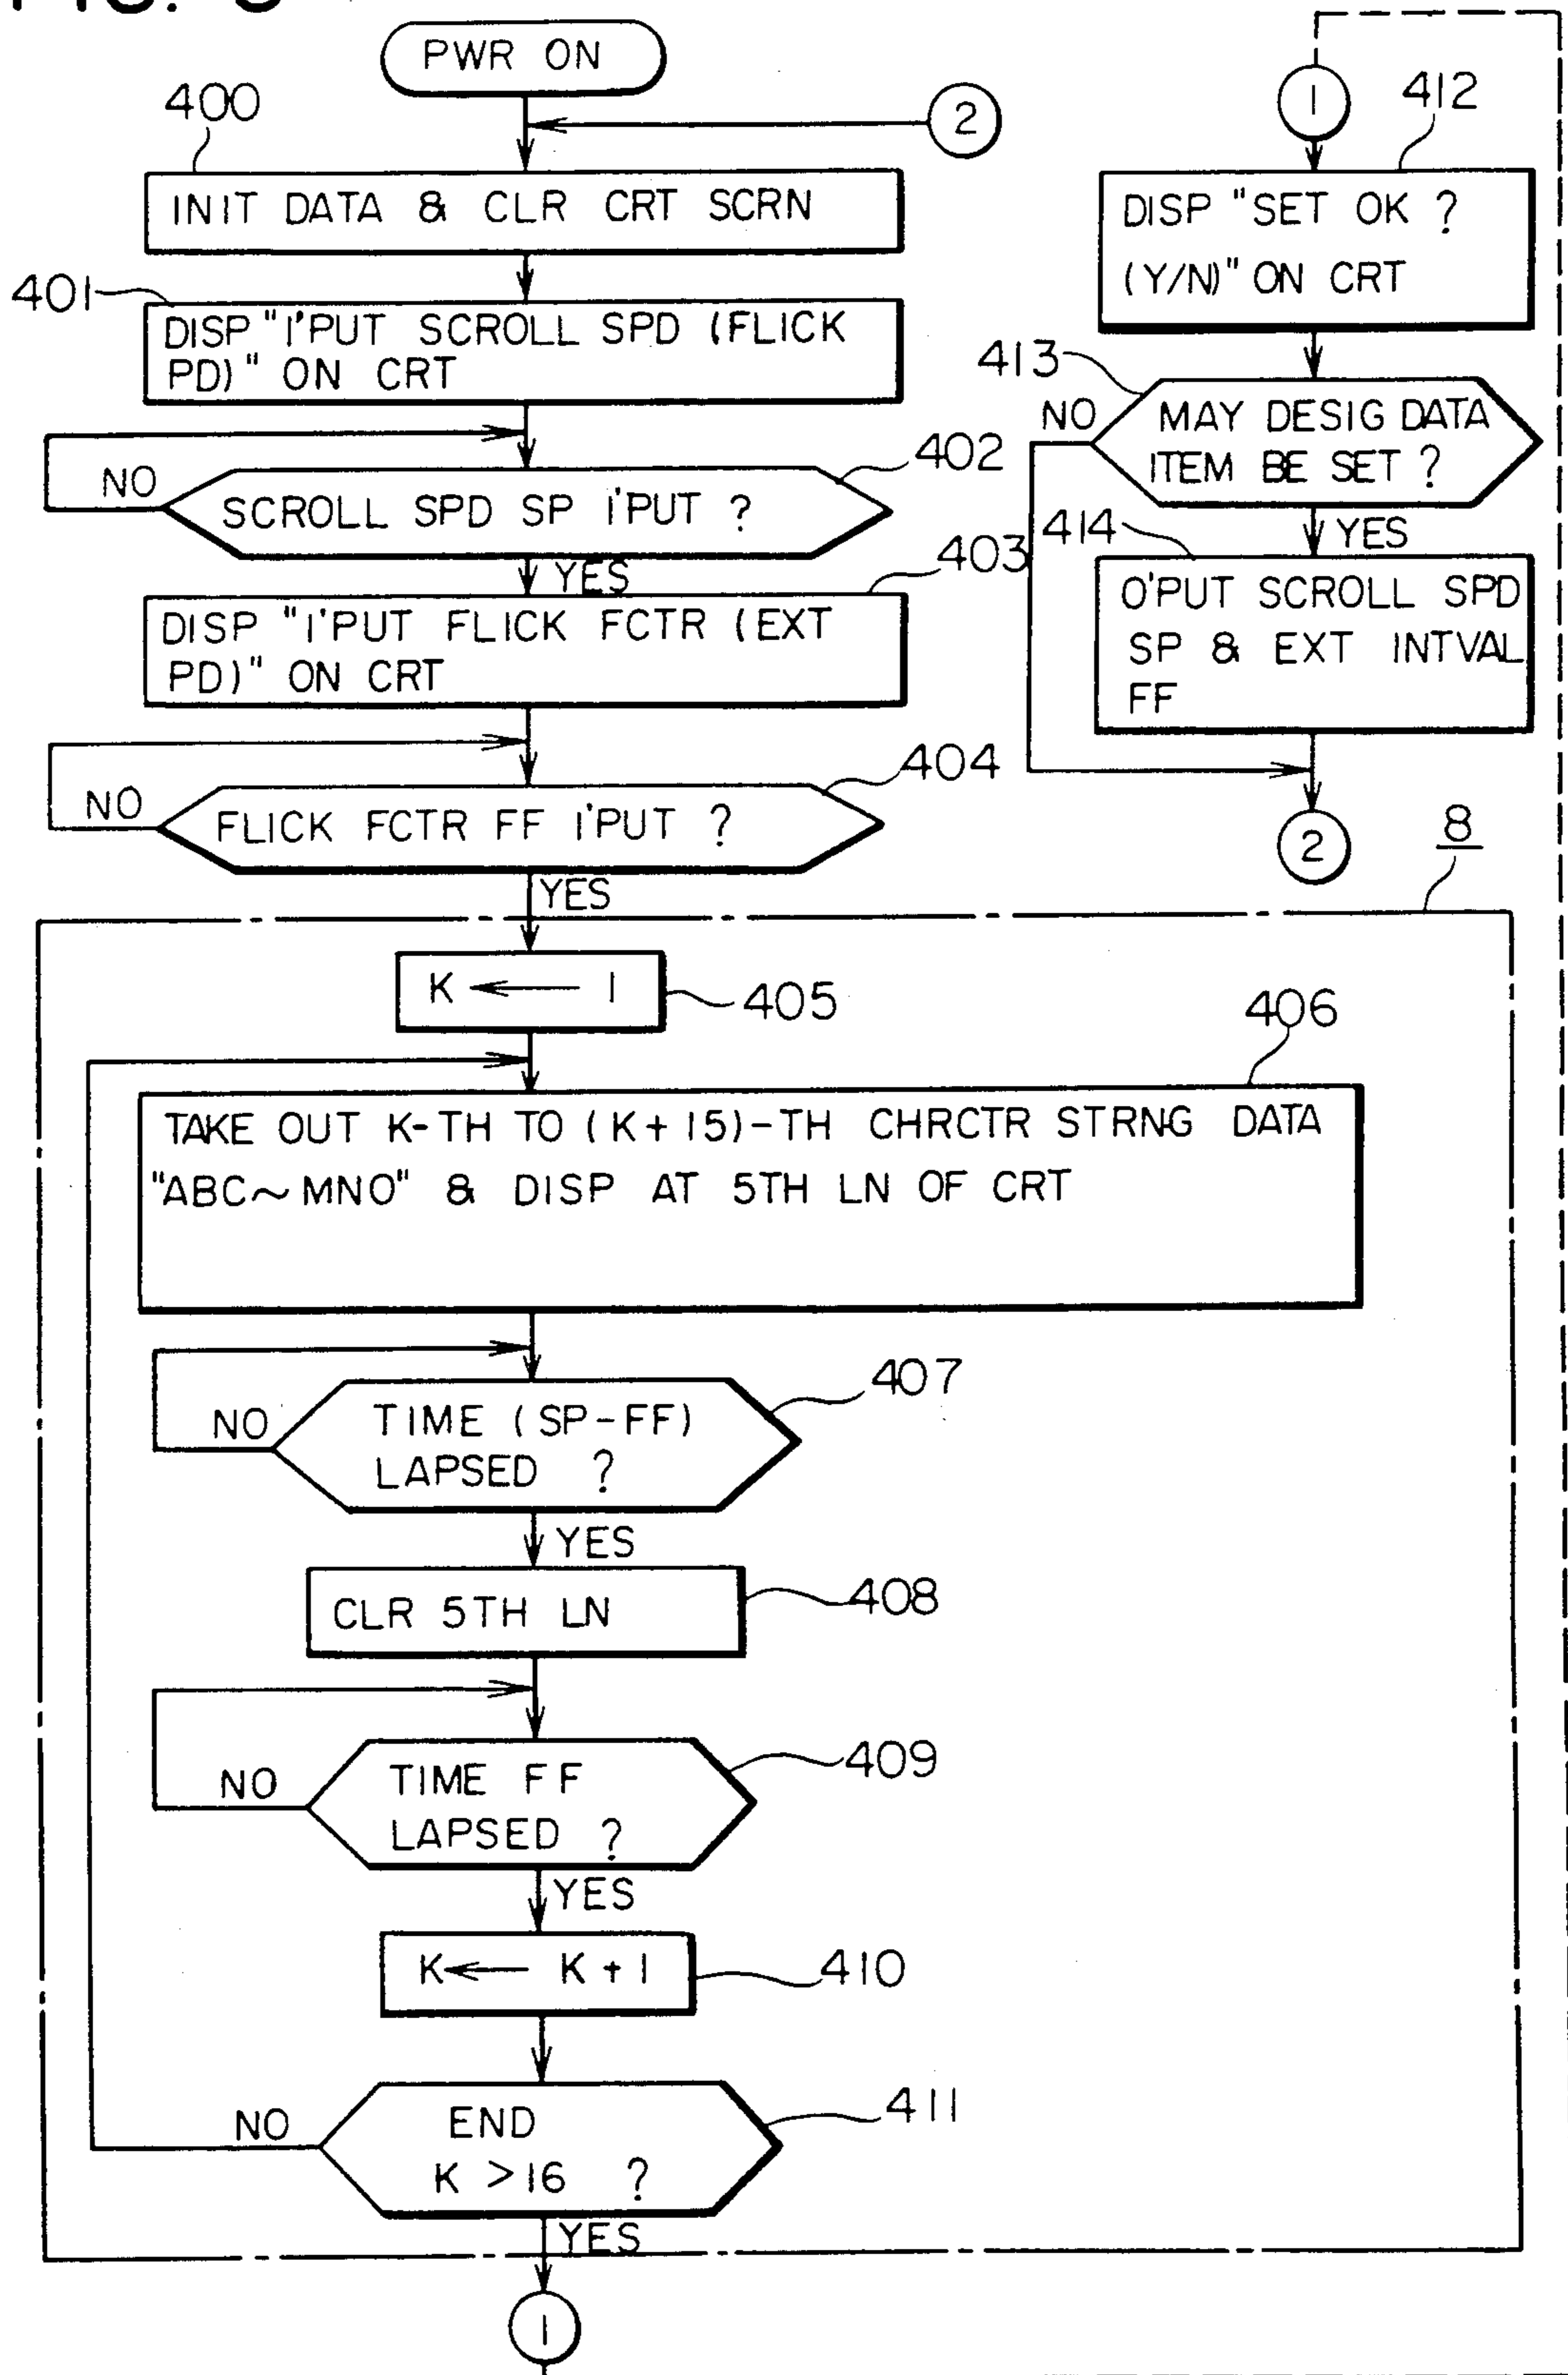 PWR ON
2
400
INIT DATA & CLR CRT SCRN
401
DISP "I'PUT SCROLL SPD (FLICK
PD)" ON CRT
402
NO
SCROLL SPD SP I'PUT ?
YES
403
DISP "I'PUT FLICK FCTR (EXT
PD)" ON CRT
404
NO
FLICK FCTR FF I'PUT ?
YES
8
K ← 1
405
406
TAKE OUT K-TH TO (K+15)-TH CHRCTR STRNG DATA
"ABC~MNO" & DISP AT 5TH LN OF CRT
407
NO
TIME (SP-FF)
LAPSED ?
YES
CLR 5TH LN
408
409
NO
TIME FF
LAPSED ?
YES
K ← K+1
410
411
NO
END
K >16 ?
YES
1
1
412
DISP "SET OK ?
(Y/N)" ON CRT
413
NO
MAY DESIG DATA
ITEM BE SET ?
YES
414
O'PUT SCROLL SPD
SP & EXT INTVAL
FF
2